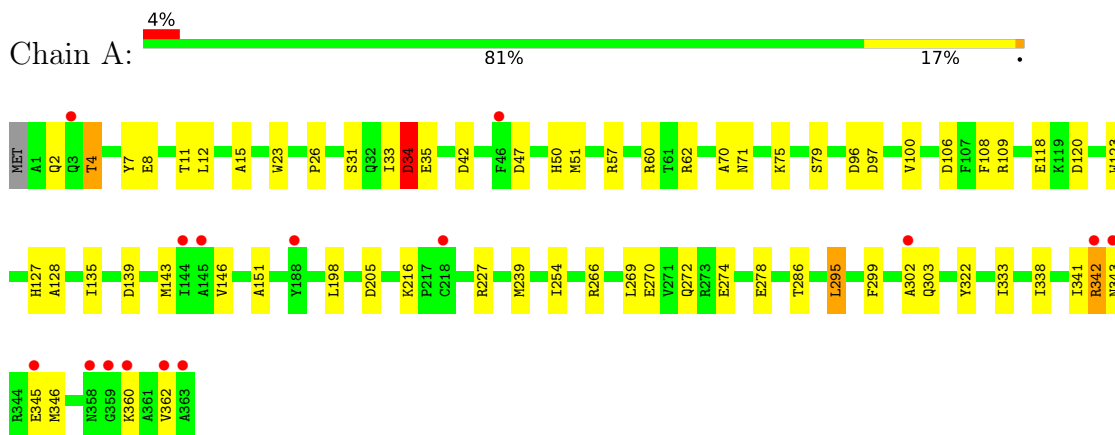 4%
Chain A:
81% 17% •
MET A1 Q2 Q3 T4 Y7 E8 T11 L12 A15 W23 P26 S31 Q32 I33 D34 E35 D42 F46 D47 H50 M51 R57 R60 T61 R62 A70 N71 K75 S79 D96 D97 V100 D106 F107 F108 R109 E118 K119 D120
H127 A128 I135 D139 M143 I144 A145 V146 A151 Y188 L198 D205 K216 P217 C218 R227 M239 I254 R266 L269 E270 V271 Q272 R273 E274 E278 T286 L295 F299 A302 Q303 Y322 I333 I338 I341 R342 N343
R344 E345 M346 N358 G359 K360 A361 V362 A363